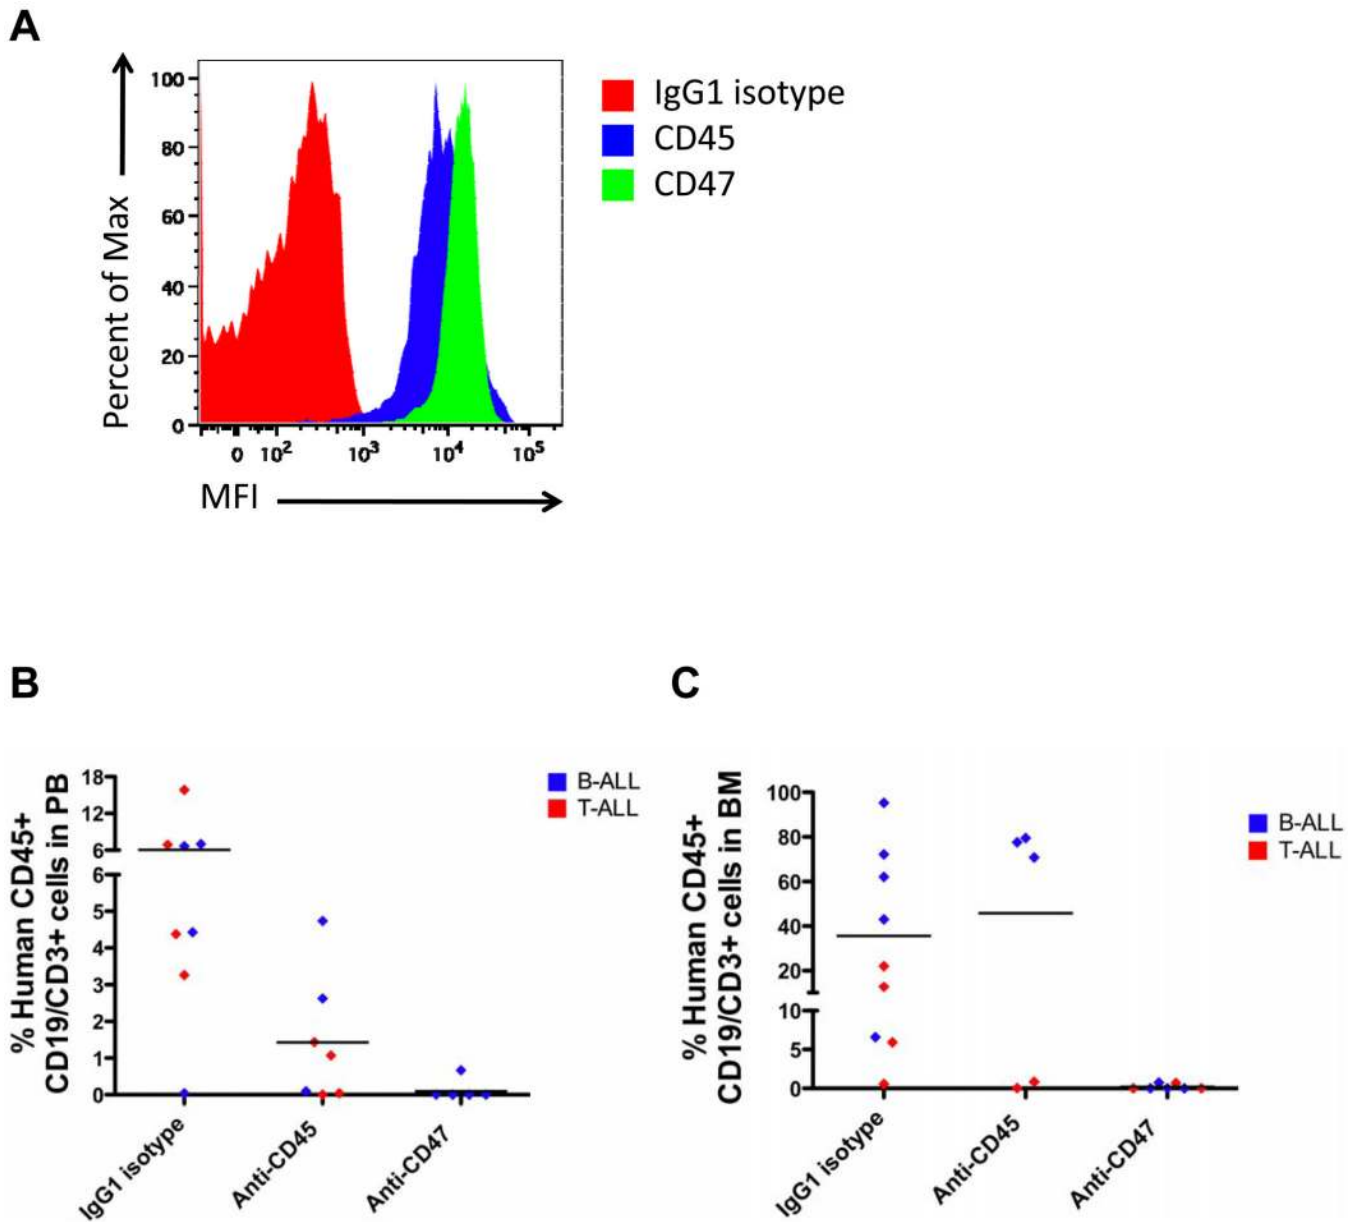 A
Percent of Max
100
80
60
40
20
0
0 10² 10³ 10⁴ 10⁵
MFI
IgG1 isotype
CD45
CD47
B
% Human CD45+
CD19/CD3+ cells in PB
18
12
6
6
5
4
3
2
1
0
IgG1 isotype
Anti-CD45
Anti-CD47
B-ALL
T-ALL
C
% Human CD45+
CD19/CD3+ cells in BM
100
80
60
40
20
10
5
0
IgG1 isotype
Anti-CD45
Anti-CD47
B-ALL
T-ALL